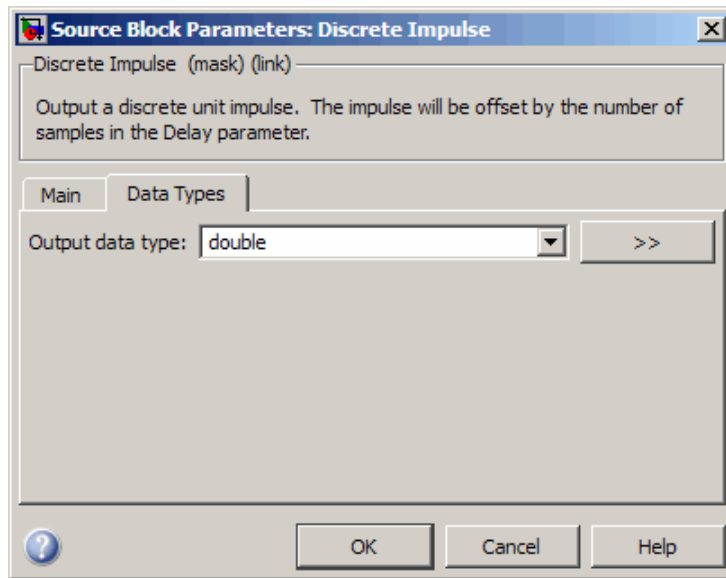 Source Block Parameters: Discrete Impulse
Discrete Impulse (mask) (link)
Output a discrete unit impulse. The impulse will be offset by the number of
samples in the Delay parameter.
Main Data Types
Output data type: double >>
OK Cancel Help